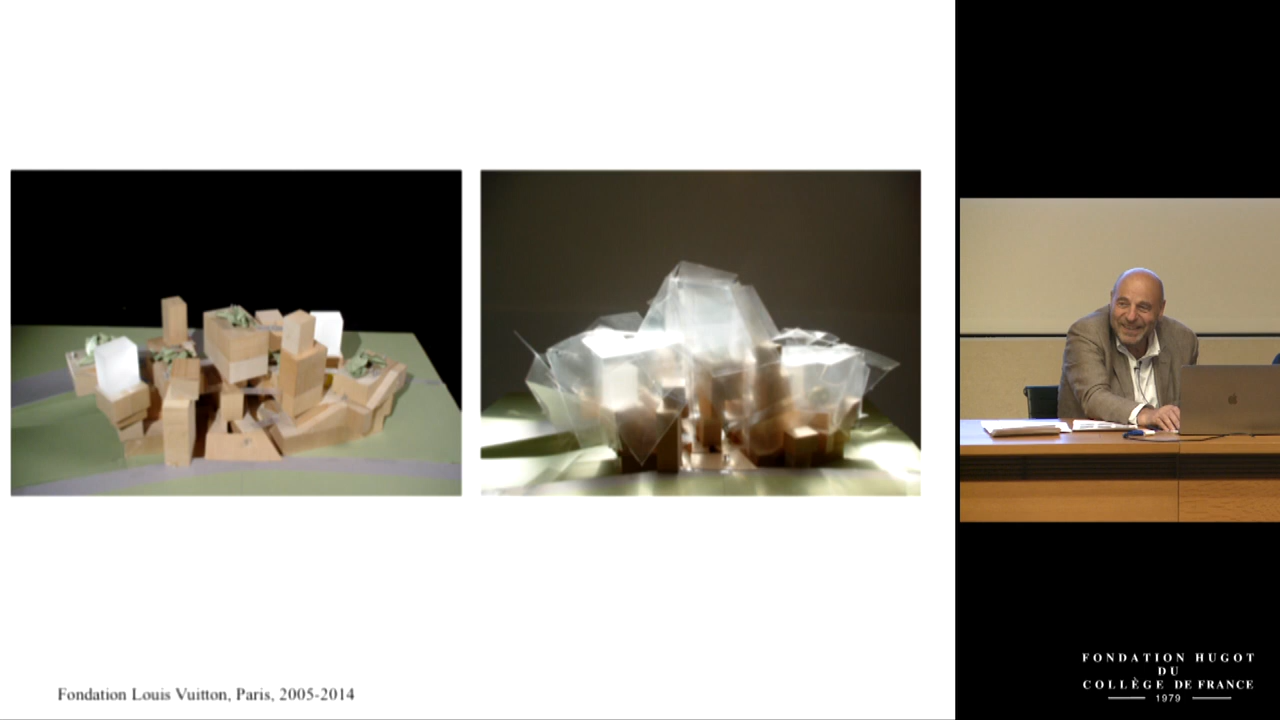 Fondation Louis Vuitton, Paris, 2005-2014
FONDATION HUGOT
DU
COLLÈGE DE FRANCE
1979